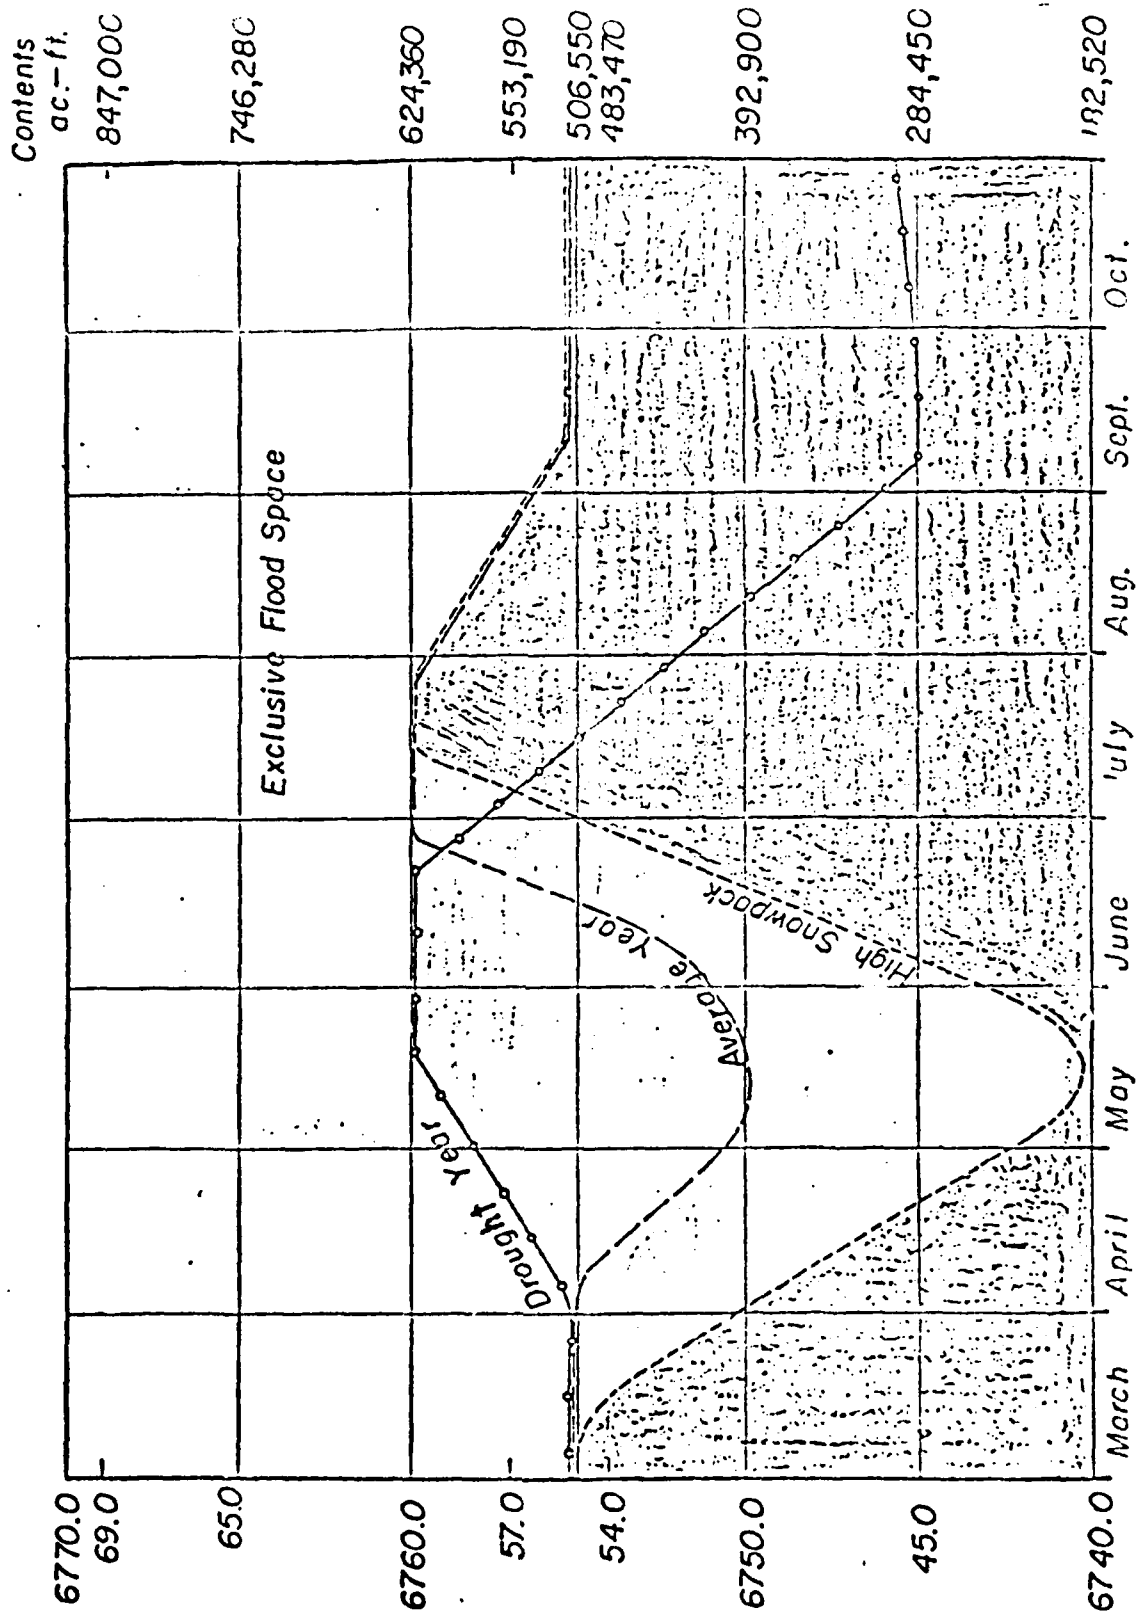 Contents
ac.-ft.
6770.0
69.0
847,000
65.0
746,280
Exclusive Flood Space
6760.0
624,360
57.0
553,190
506,550
54.0
483,470
Drought Year
Average Year
High Snowpack
6750.0
392,900
45.0
284,450
6740.0
182,520
March
April
May
June
July
Aug.
Sept.
Oct.